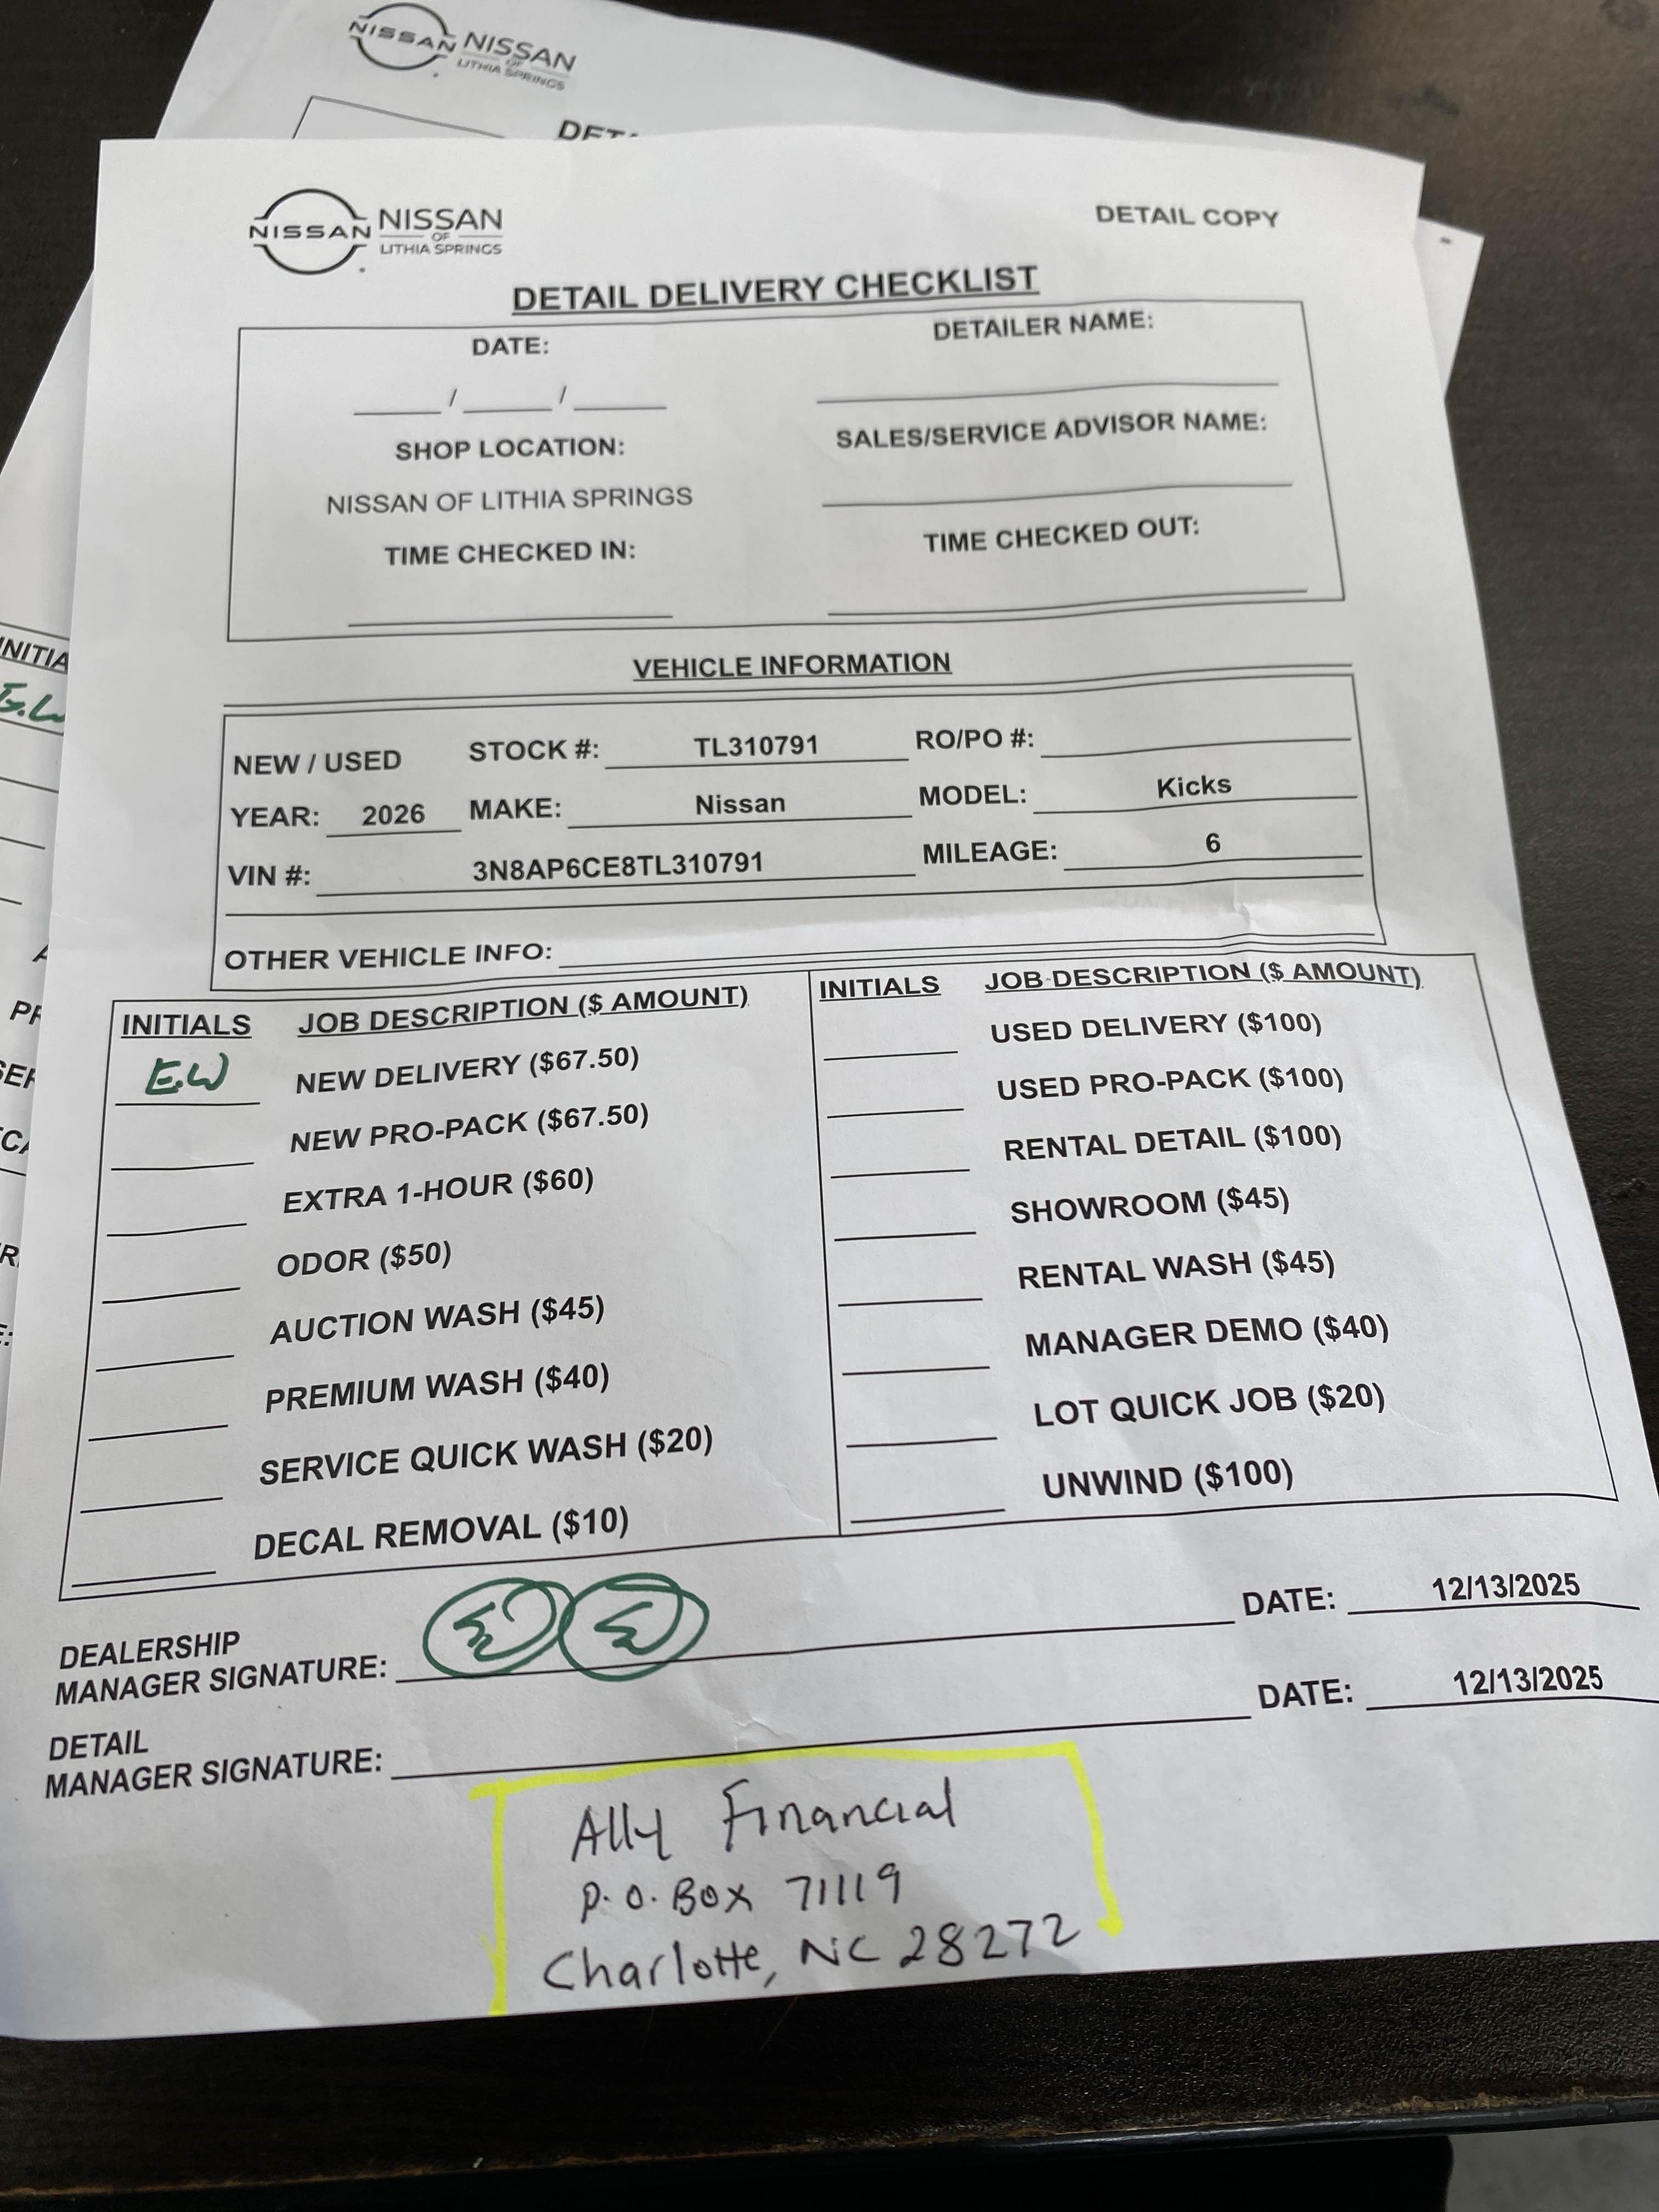 NISSAN NISSAN
OF
LITHIA SPRINGS
NISSAN NISSAN
OF
LITHIA SPRINGS
DETAIL COPY
DETAIL DELIVERY CHECKLIST
DATE:
DETAILER NAME:
____ / ____ / ____
SHOP LOCATION:
SALES/SERVICE ADVISOR NAME:
NISSAN OF LITHIA SPRINGS
TIME CHECKED IN:
TIME CHECKED OUT:
VEHICLE INFORMATION
NEW / USED STOCK #: TL310791 RO/PO #:
YEAR: 2026 MAKE: Nissan MODEL: Kicks
VIN #: 3N8AP6CE8TL310791 MILEAGE: 6
OTHER VEHICLE INFO:
INITIALS JOB DESCRIPTION ($ AMOUNT)
E.W NEW DELIVERY ($67.50)
NEW PRO-PACK ($67.50)
EXTRA 1-HOUR ($60)
ODOR ($50)
AUCTION WASH ($45)
PREMIUM WASH ($40)
SERVICE QUICK WASH ($20)
DECAL REMOVAL ($10)
INITIALS JOB DESCRIPTION ($ AMOUNT)
USED DELIVERY ($100)
USED PRO-PACK ($100)
RENTAL DETAIL ($100)
SHOWROOM ($45)
RENTAL WASH ($45)
MANAGER DEMO ($40)
LOT QUICK JOB ($20)
UNWIND ($100)
DEALERSHIP
MANAGER SIGNATURE: DATE: 12/13/2025
DETAIL
MANAGER SIGNATURE: DATE: 12/13/2025
Ally Financial
P.O. Box 71119
Charlotte, NC 28272